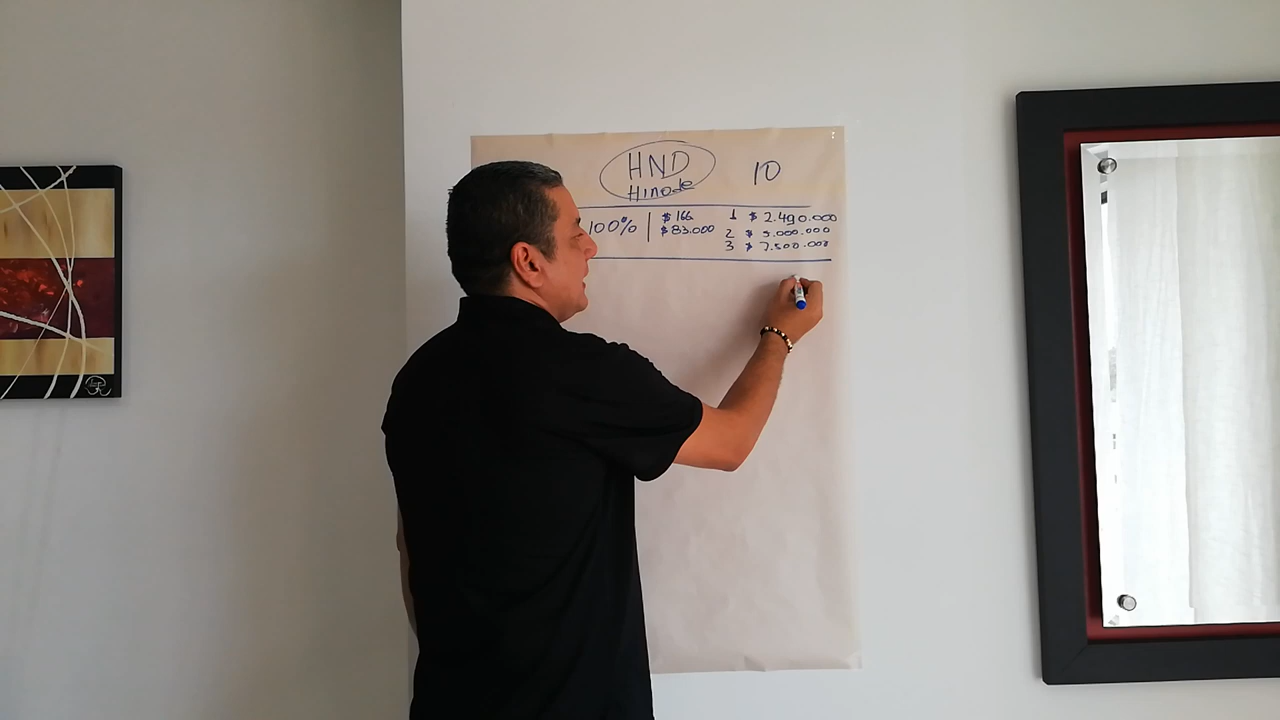 HND 10
Hinode
100% $ 166 1 $ 2.490.000
$ 83.000 2 $ 5.000.000
3 $ 7.500.000